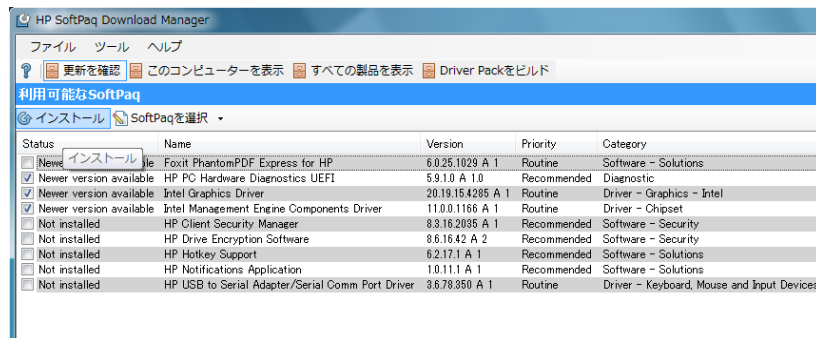 HP SoftPaq Download Manager
ファイル ツール ヘルプ
更新を確認 このコンピューターを表示 すべての製品を表示 Driver Packをビルド
利用可能なSoftPaq
インストール SoftPaqを選択
Status Name Version Priority Category
インストール
Newe ble Foxit PhantomPDF Express for HP 6.0.25.1029 A 1 Routine Software - Solutions
Newer version available HP PC Hardware Diagnostics UEFI 5.9.1.0 A 1.0 Recommended Diagnostic
Newer version available Intel Graphics Driver 20.19.15.4285 A 1 Routine Driver - Graphics - Intel
Newer version available Intel Management Engine Components Driver 11.0.0.1166 A 1 Routine Driver - Chipset
Not installed HP Client Security Manager 8.3.16.2035 A 1 Recommended Software - Security
Not installed HP Drive Encryption Software 8.6.16.42 A 2 Recommended Software - Security
Not installed HP Hotkey Support 6.2.17.1 A 1 Recommended Software - Solutions
Not installed HP Notifications Application 1.0.11.1 A 1 Recommended Software - Solutions
Not installed HP USB to Serial Adapter/Serial Comm Port Driver 3.6.78.350 A 1 Routine Driver - Keyboard, Mouse and Input Devices